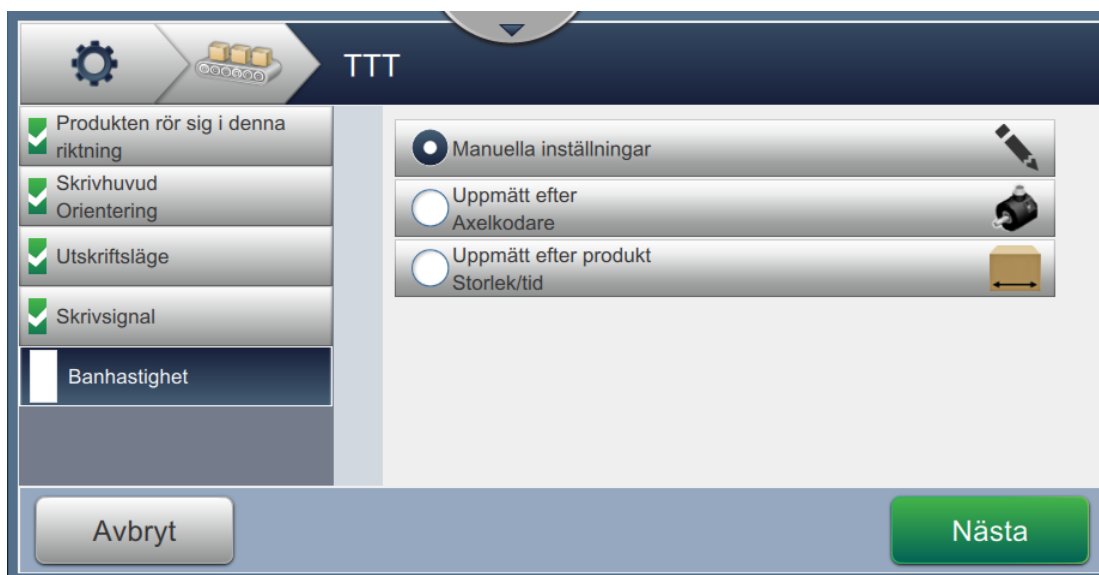 TTT
Produkten rör sig i denna
riktning
Skrivhuvud
Orientering
Utskriftsläge
Skrivsignal
Banhastighet
Manuella inställningar
Uppmätt efter
Axelkodare
Uppmätt efter produkt
Storlek/tid
Avbryt
Nästa